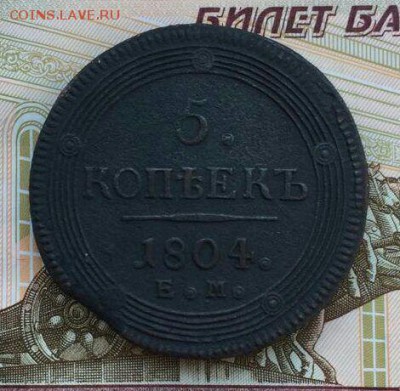 COINS.LAVE.RU
БИЛЕТ БА
5.
КОПѢЕКЪ
1804.
Е.М.